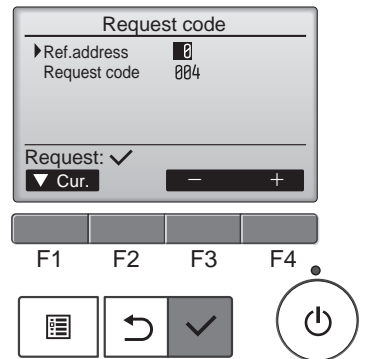 Request code
Ref.address 0
Request code 004
Request: ✓
▼ Cur. − +
F1 F2 F3 F4